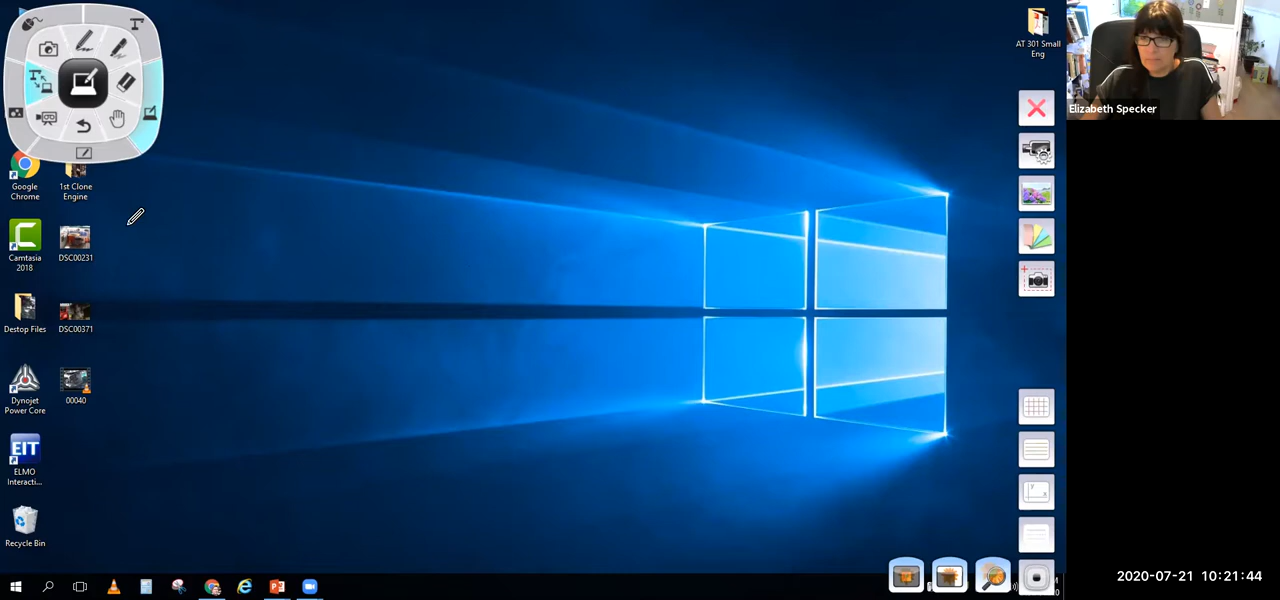 AT 301 Small
Eng
Elizabeth Specker
Google
Chrome
1st Clone
Engine
Camtasia
2018
DSC00231
Destop Files
DSC00371
Dynojet
Power Core
00040
EIT
ELMO
Interacti...
Recycle Bin
2020-07-21 10:21:44